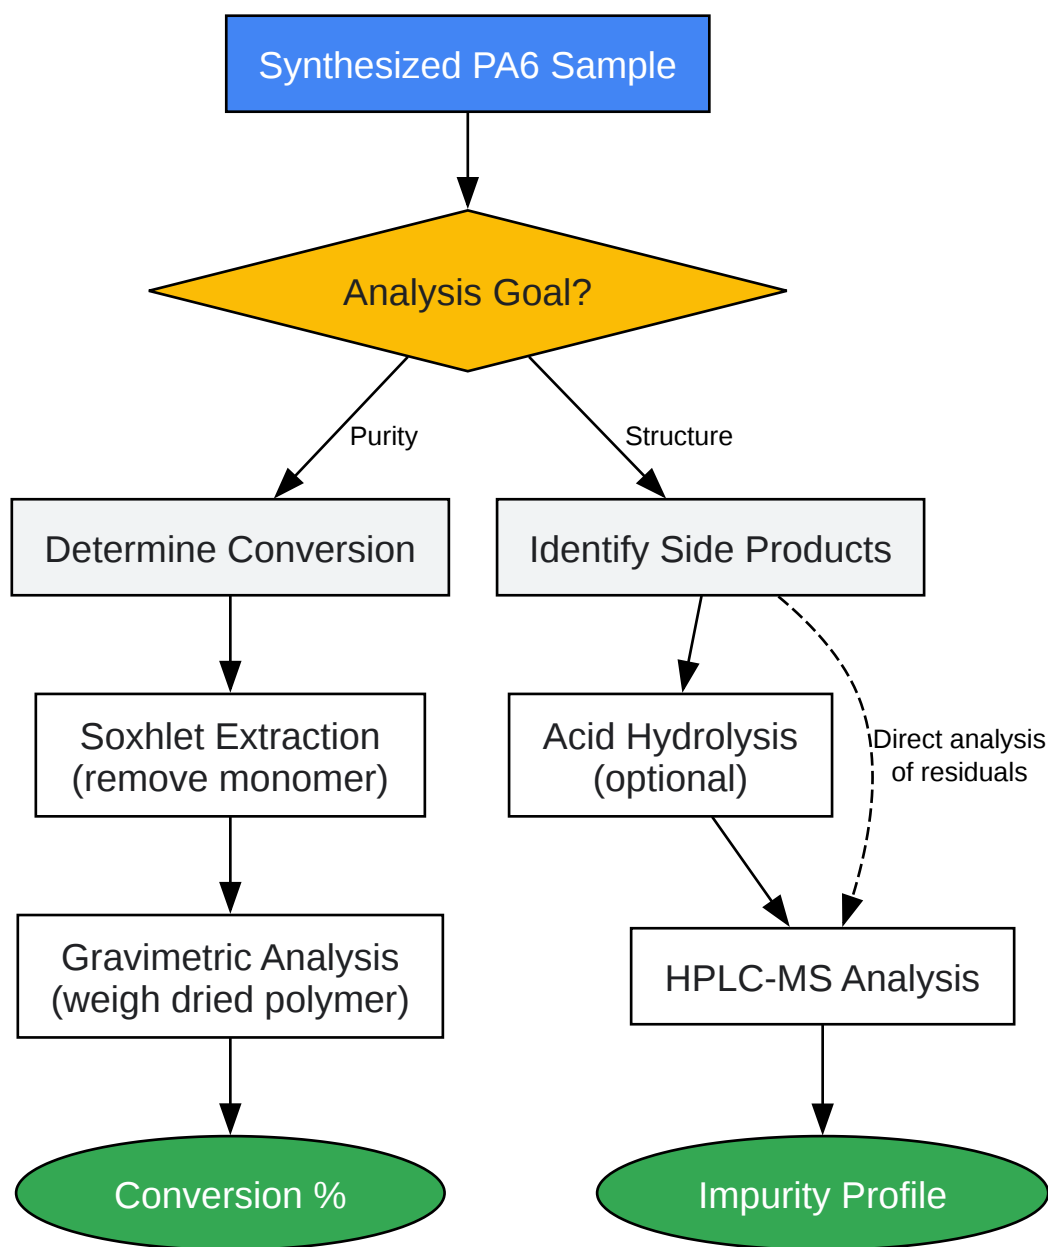 Synthesized PA6 Sample
Analysis Goal?
Purity
Structure
Determine Conversion
Identify Side Products
Soxhlet Extraction
(remove monomer)
Acid Hydrolysis
(optional)
Direct analysis
of residuals
Gravimetric Analysis
(weigh dried polymer)
HPLC-MS Analysis
Conversion %
Impurity Profile